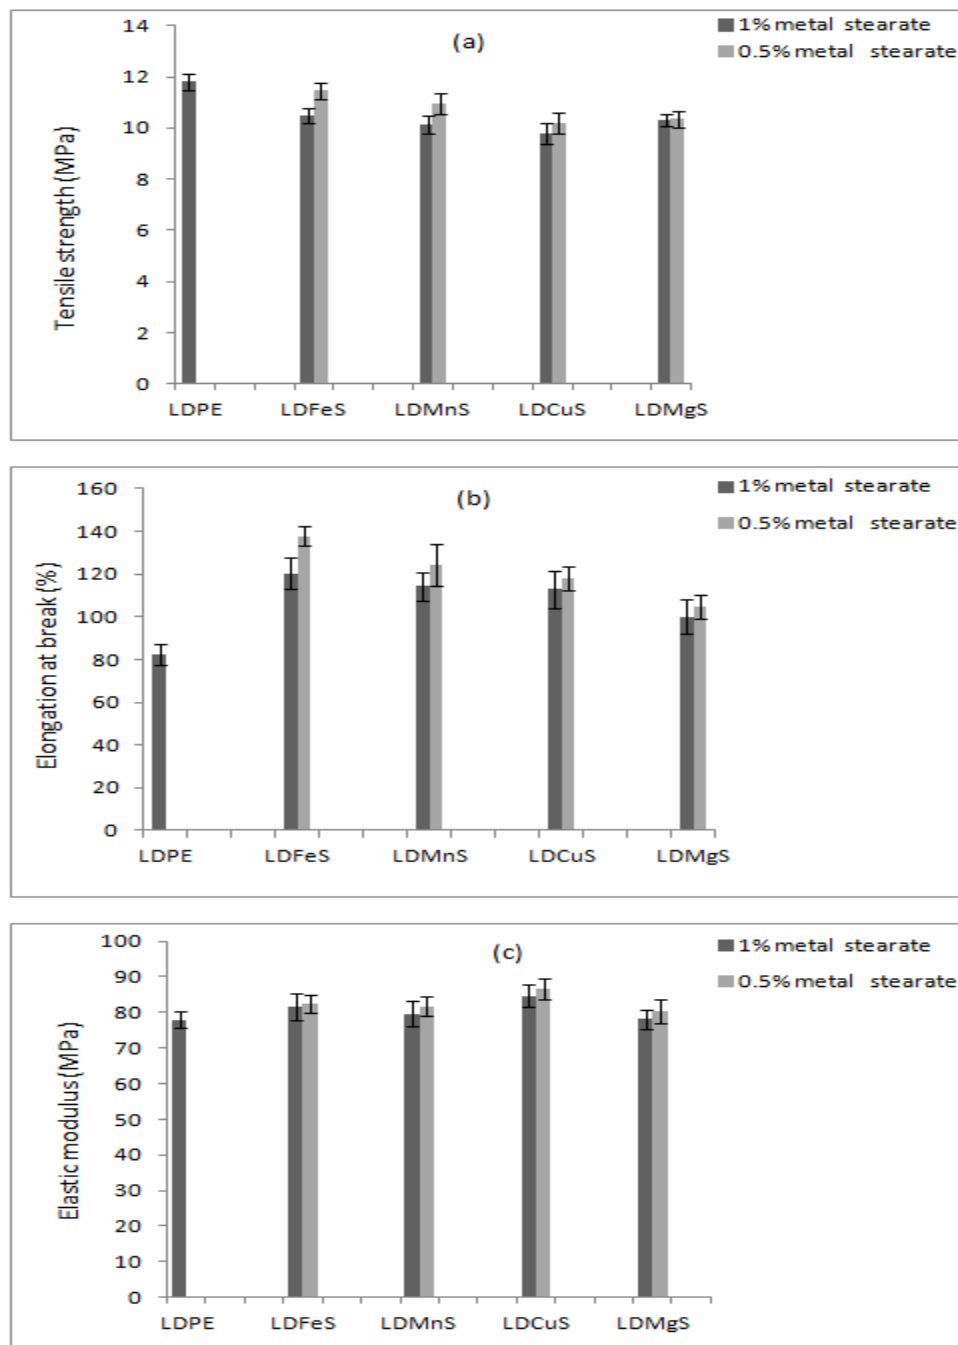 (a)
1% metal stearate
0.5% metal stearate
Tensile strength (MPa)
14
12
10
8
6
4
2
0
LDPE LDFeS LDMnS LDCuS LDMgS
(b)
1% metal stearate
0.5% metal stearate
Elongation at break (%)
160
140
120
100
80
60
40
20
0
LDPE LDFeS LDMnS LDCuS LDMgS
(c)
1% metal stearate
0.5% metal stearate
Elastic modulus (MPa)
100
90
80
70
60
50
40
30
20
10
0
LDPE LDFeS LDMnS LDCuS LDMgS